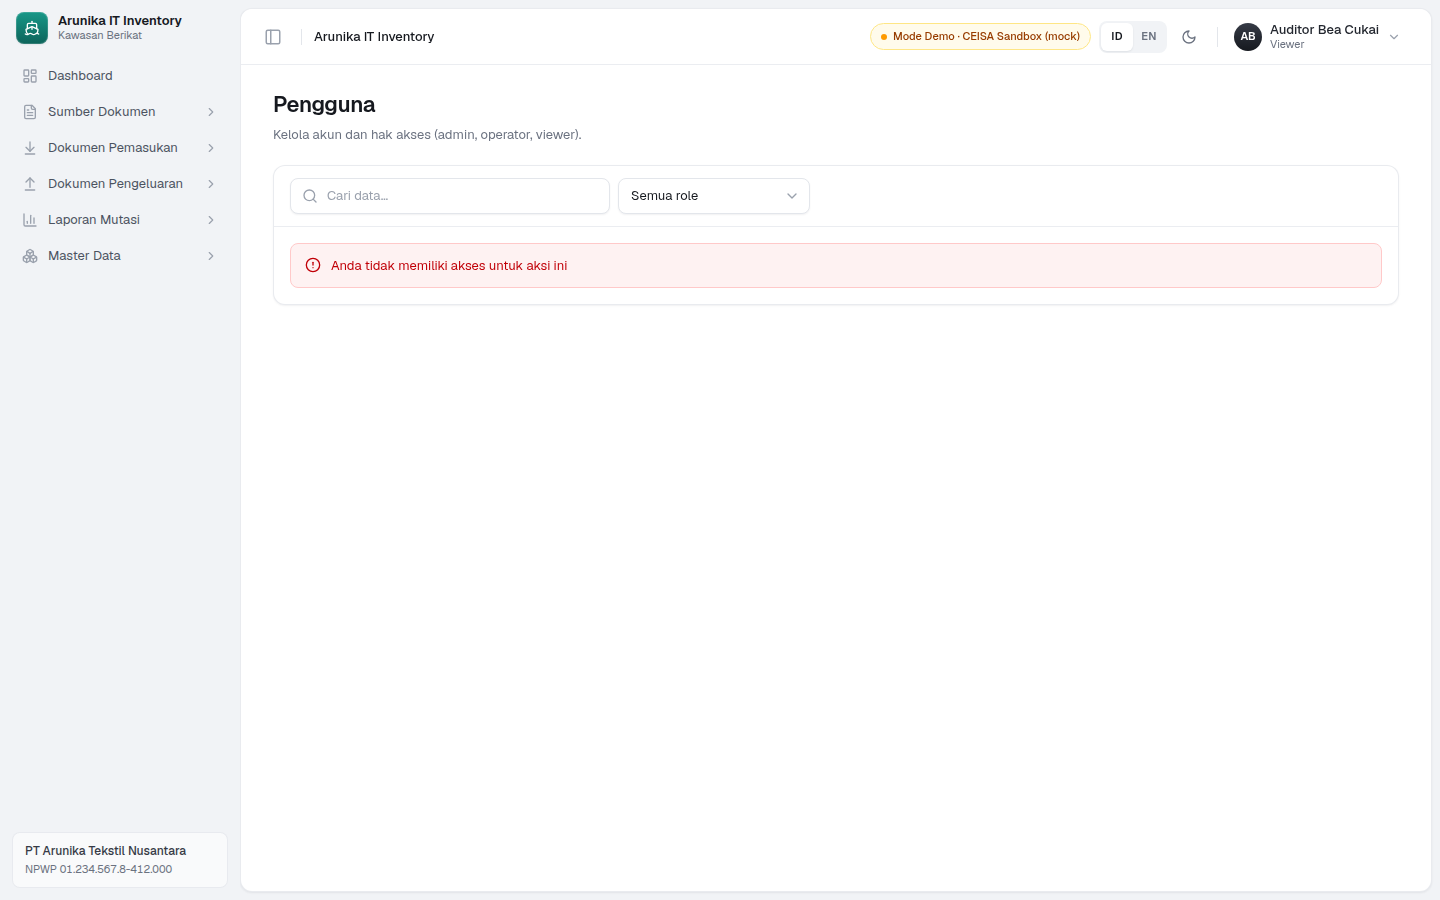 Arunika IT Inventory
Kawasan Berikat
Dashboard
Sumber Dokumen
Dokumen Pemasukan
Dokumen Pengeluaran
Laporan Mutasi
Master Data
PT Arunika Tekstil Nusantara
NPWP 01.234.567.8-412.000
Arunika IT Inventory
Mode Demo · CEISA Sandbox (mock)
ID EN
AB
Auditor Bea Cukai
Viewer
Pengguna
Kelola akun dan hak akses (admin, operator, viewer).
Cari data...
Semua role
Anda tidak memiliki akses untuk aksi ini